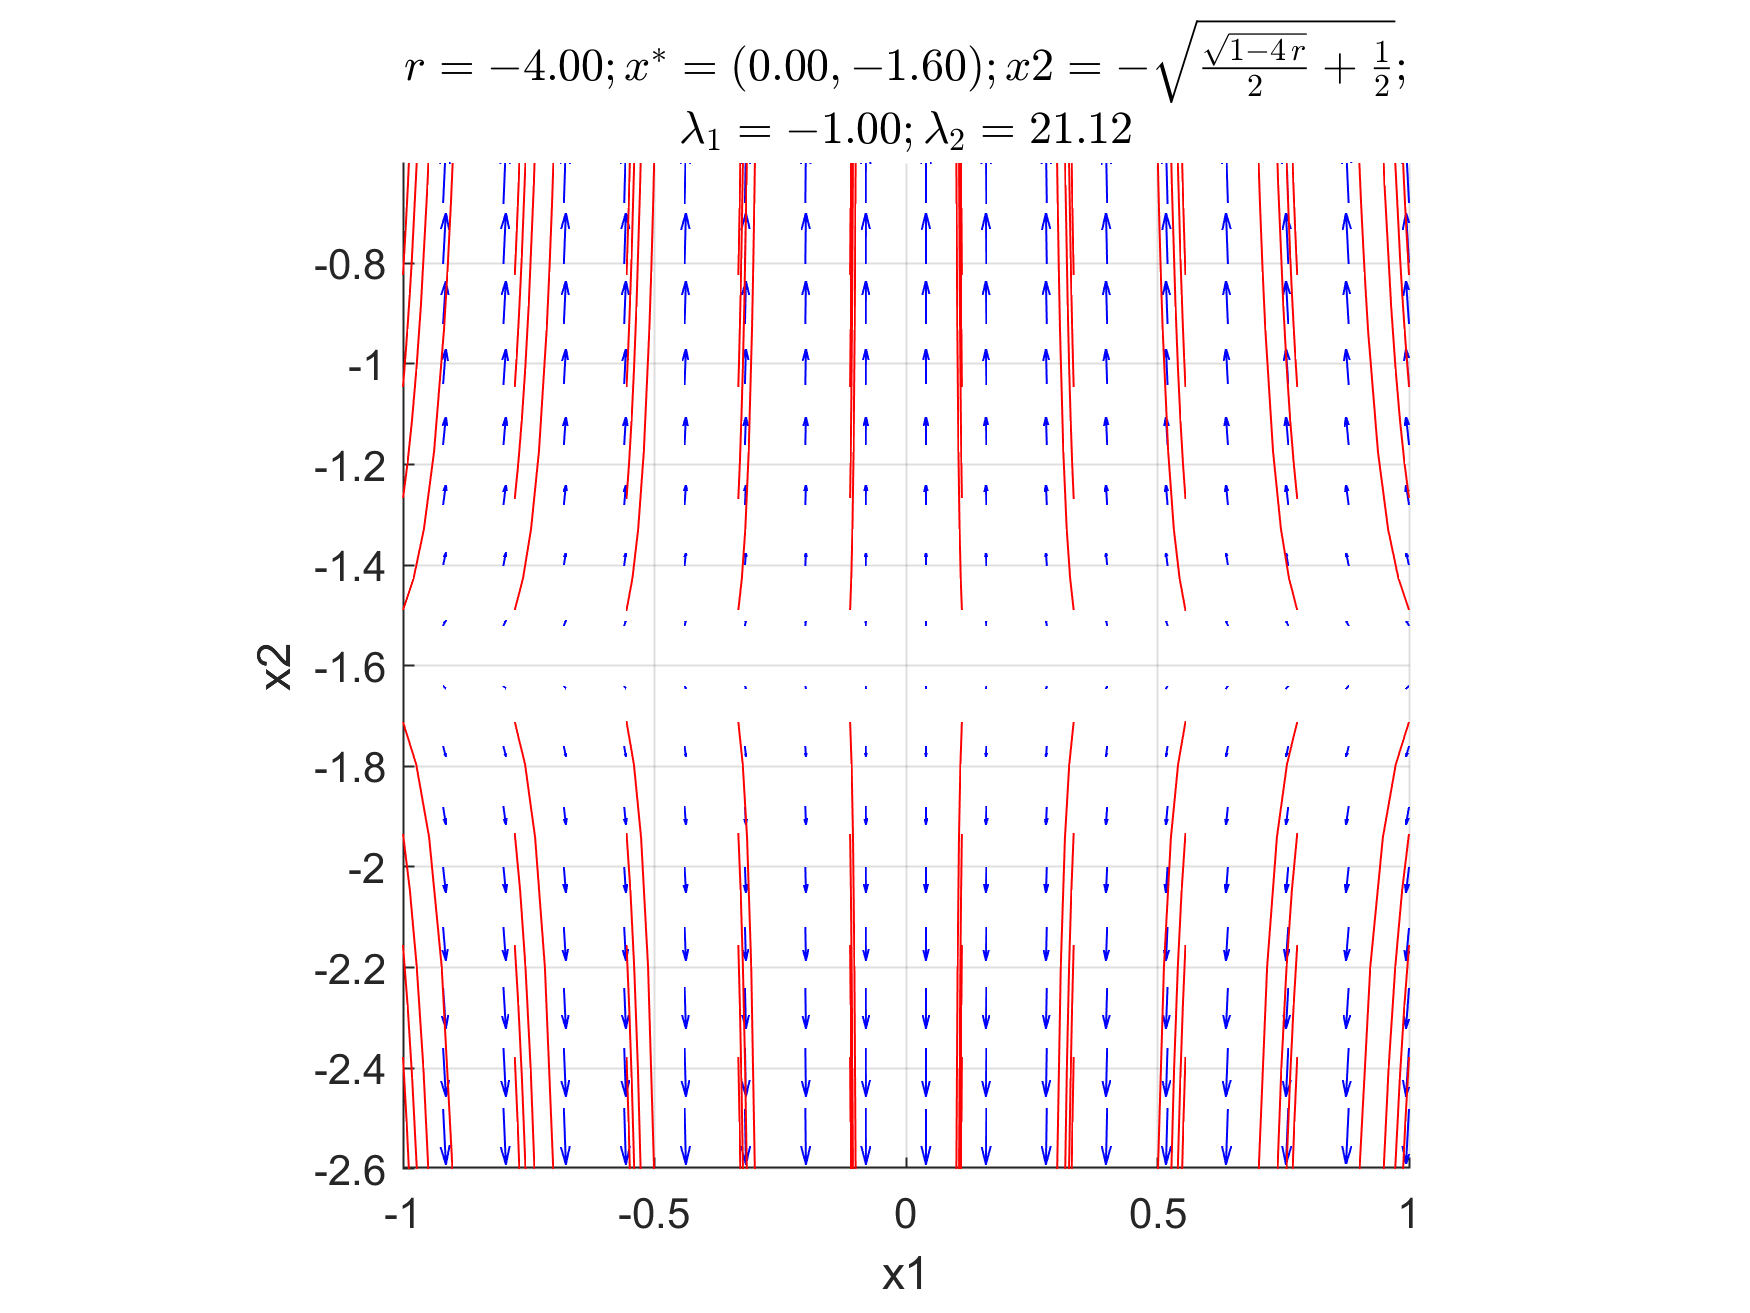 r = −4.00; x* = (0.00, −1.60); x2 = −√(√(1−4 r)/2 + 1/2);
λ₁ = −1.00; λ₂ = 21.12
-0.8
-1
-1.2
-1.4
-1.6
-1.8
-2
-2.2
-2.4
-2.6
x2
-1 -0.5 0 0.5 1
x1